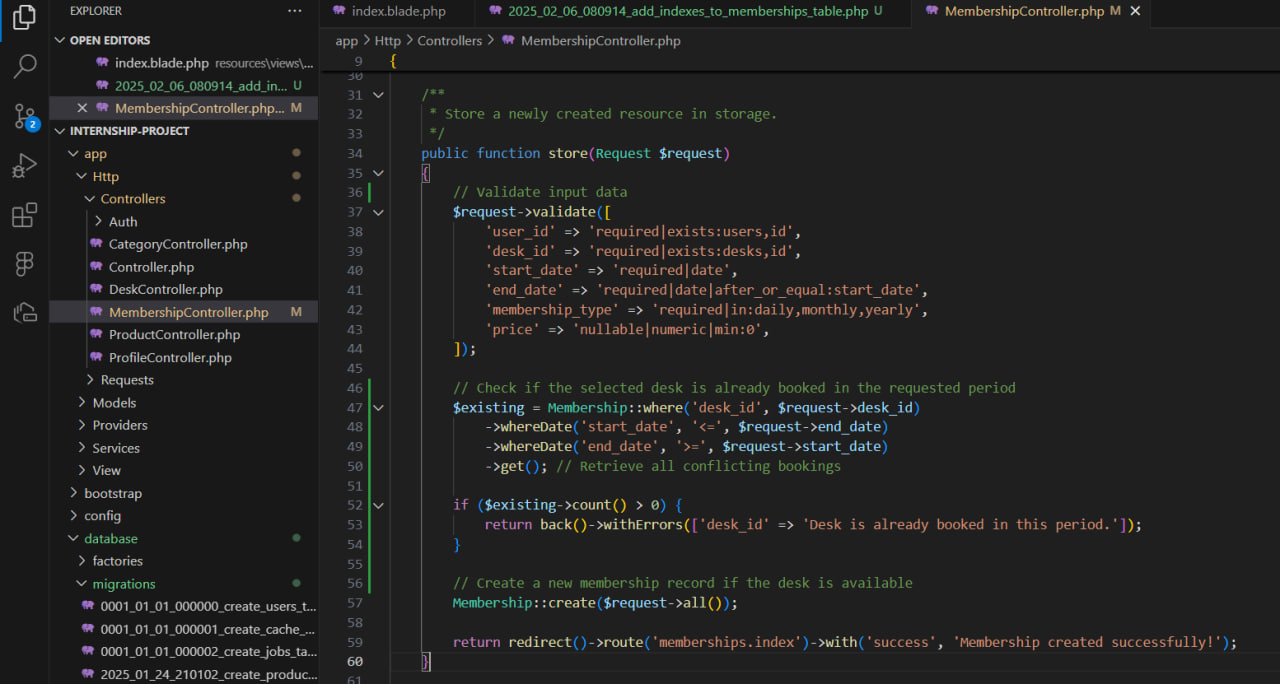 EXPLORER
OPEN EDITORS
index.blade.php resources\views\...
2025_02_06_080914_add_in... U
MembershipController.php... M
INTERNSHIP-PROJECT
app
Http
Controllers
Auth
CategoryController.php
Controller.php
DeskController.php
MembershipController.php M
ProductController.php
ProfileController.php
Requests
Models
Providers
Services
View
bootstrap
config
database
factories
migrations
0001_01_01_000000_create_users_t...
0001_01_01_000001_create_cache_...
0001_01_01_000002_create_jobs_ta...
2025_01_24_210102_create_produc...
2
index.blade.php
2025_02_06_080914_add_indexes_to_memberships_table.php U
MembershipController.php M
app > Http > Controllers > MembershipController.php
9 {
30
31 /**
32 * Store a newly created resource in storage.
33 */
34 public function store(Request $request)
35 {
36 // Validate input data
37 $request->validate([
38 'user_id' => 'required|exists:users,id',
39 'desk_id' => 'required|exists:desks,id',
40 'start_date' => 'required|date',
41 'end_date' => 'required|date|after_or_equal:start_date',
42 'membership_type' => 'required|in:daily,monthly,yearly',
43 'price' => 'nullable|numeric|min:0',
44 ]);
45
46 // Check if the selected desk is already booked in the requested period
47 $existing = Membership::where('desk_id', $request->desk_id)
48 ->whereDate('start_date', '<=', $request->end_date)
49 ->whereDate('end_date', '>=', $request->start_date)
50 ->get(); // Retrieve all conflicting bookings
51
52 if ($existing->count() > 0) {
53 return back()->withErrors(['desk_id' => 'Desk is already booked in this period.']);
54 }
55
56 // Create a new membership record if the desk is available
57 Membership::create($request->all());
58
59 return redirect()->route('memberships.index')->with('success', 'Membership created successfully!');
60 }
61